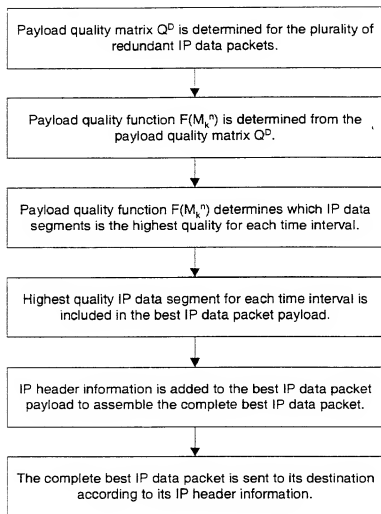 Payload quality matrix Qᴰ is determined for the plurality of
redundant IP data packets.
Payload quality function F(Mₖⁿ) is determined from the
payload quality matrix Qᴰ.
Payload quality function F(Mₖⁿ) determines which IP data
segments is the highest quality for each time interval.
Highest quality IP data segment for each time interval is
included in the best IP data packet payload.
IP header information is added to the best IP data packet
payload to assemble the complete best IP data packet.
The complete best IP data packet is sent to its destination
according to its IP header information.